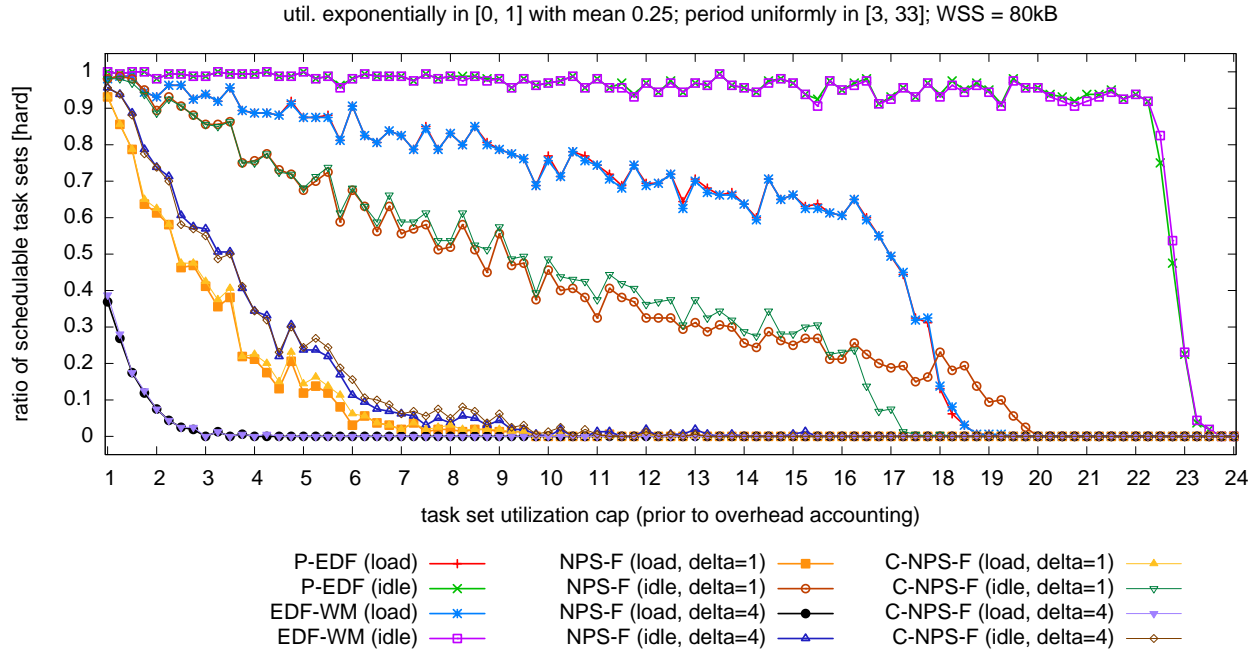 util. exponentially in [0, 1] with mean 0.25; period uniformly in [3, 33]; WSS = 80kB
ratio of schedulable task sets [hard]
1
0.9
0.8
0.7
0.6
0.5
0.4
0.3
0.2
0.1
0
1 2 3 4 5 6 7 8 9 10 11 12 13 14 15 16 17 18 19 20 21 22 23 24
task set utilization cap (prior to overhead accounting)
P-EDF (load)
P-EDF (idle)
EDF-WM (load)
EDF-WM (idle)
NPS-F (load, delta=1)
NPS-F (idle, delta=1)
NPS-F (load, delta=4)
NPS-F (idle, delta=4)
C-NPS-F (load, delta=1)
C-NPS-F (idle, delta=1)
C-NPS-F (load, delta=4)
C-NPS-F (idle, delta=4)